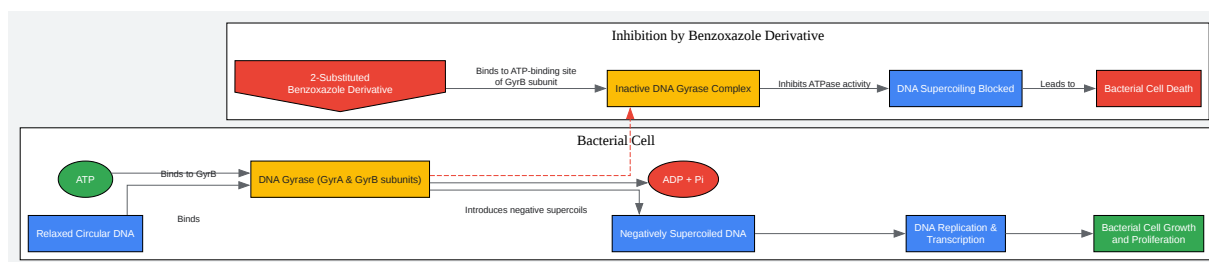 Inhibition by Benzoxazole Derivative
2-Substituted
Benzoxazole Derivative
Binds to ATP-binding site
of GyrB subunit
Inactive DNA Gyrase Complex
Inhibits ATPase activity
DNA Supercoiling Blocked
Leads to
Bacterial Cell Death
Bacterial Cell
ATP
Binds to GyrB
DNA Gyrase (GyrA & GyrB subunits)
ADP + Pi
Relaxed Circular DNA
Binds
Introduces negative supercoils
Negatively Supercoiled DNA
DNA Replication &
Transcription
Bacterial Cell Growth
and Proliferation